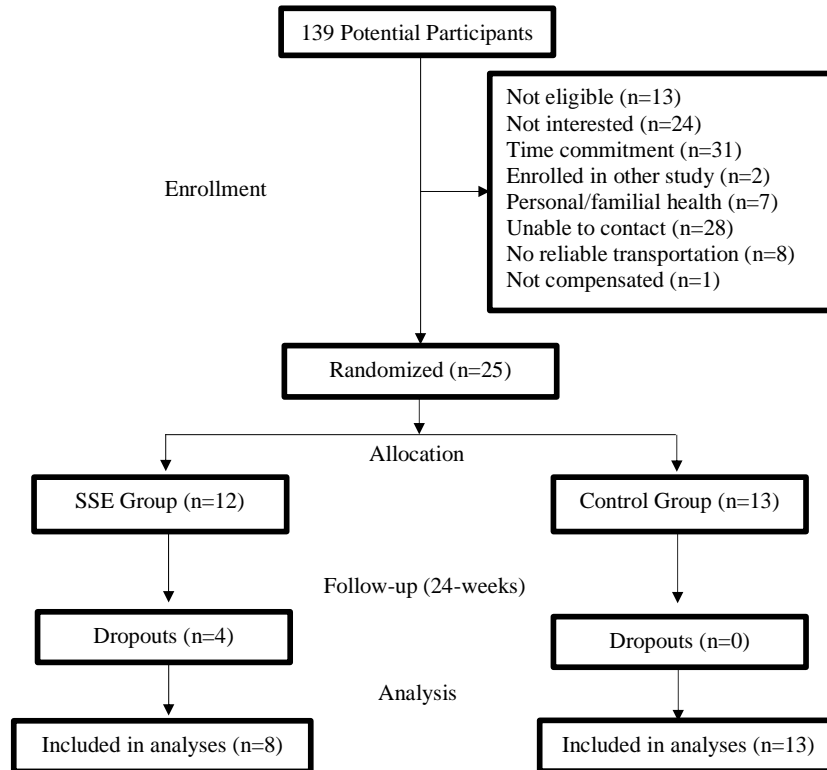 139 Potential Participants
Not eligible (n=13)
Not interested (n=24)
Time commitment (n=31)
Enrolled in other study (n=2)
Personal/familial health (n=7)
Unable to contact (n=28)
No reliable transportation (n=8)
Not compensated (n=1)
Enrollment
Randomized (n=25)
Allocation
SSE Group (n=12)
Control Group (n=13)
Follow-up (24-weeks)
Dropouts (n=4)
Dropouts (n=0)
Analysis
Included in analyses (n=8)
Included in analyses (n=13)